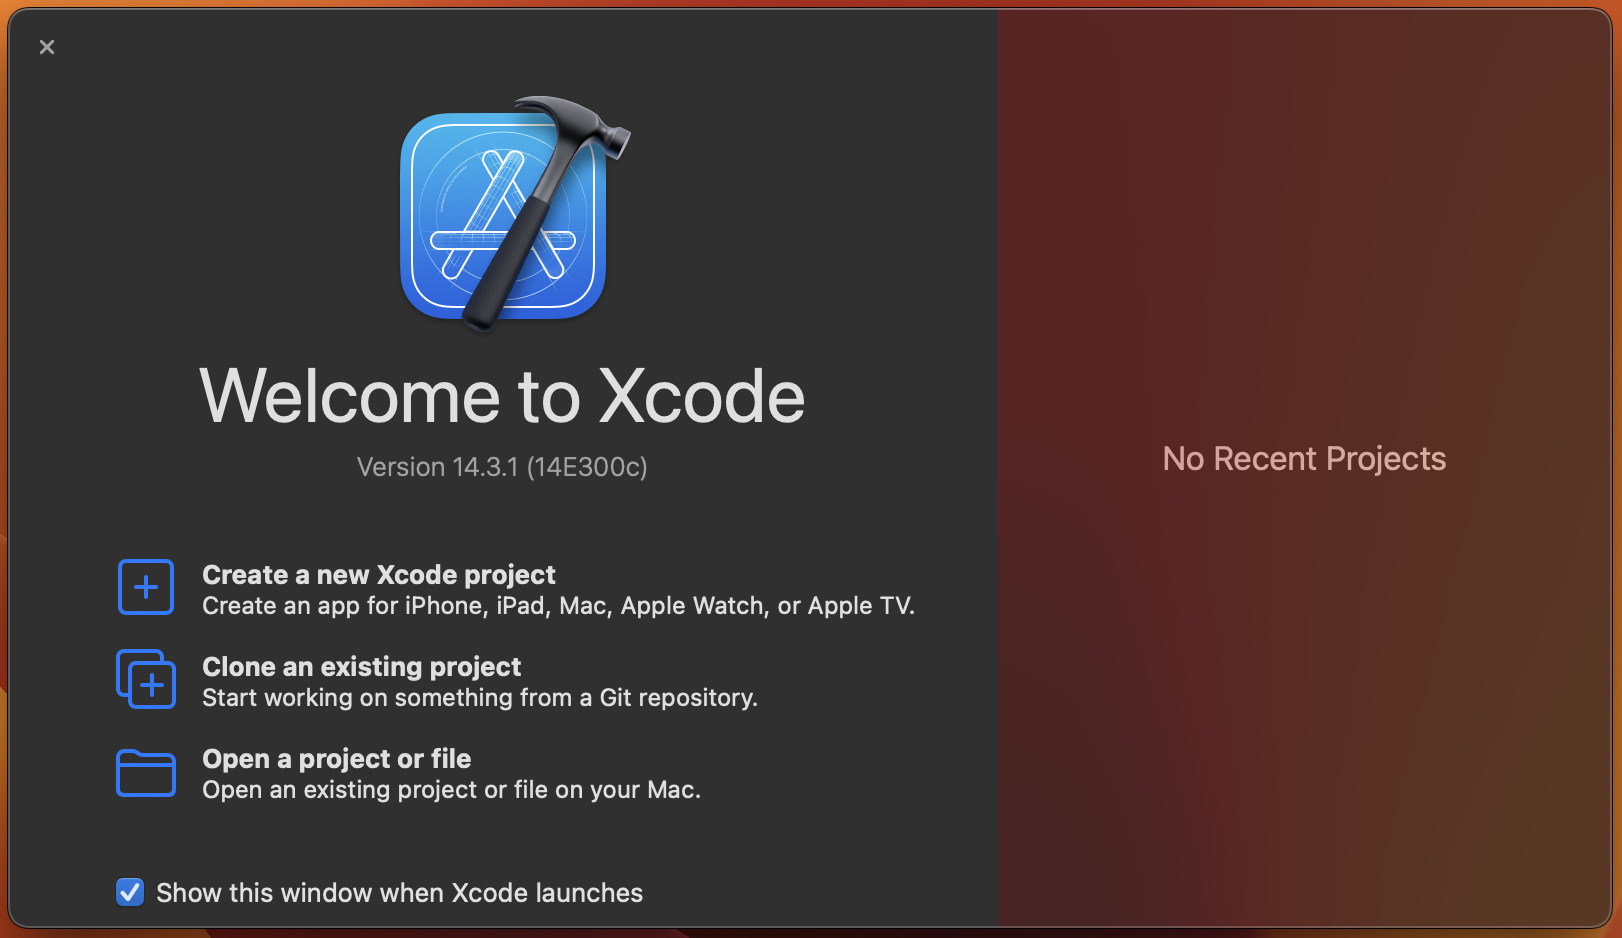 Welcome to Xcode
Version 14.3.1 (14E300c)
Create a new Xcode project
Create an app for iPhone, iPad, Mac, Apple Watch, or Apple TV.
Clone an existing project
Start working on something from a Git repository.
Open a project or file
Open an existing project or file on your Mac.
Show this window when Xcode launches
No Recent Projects